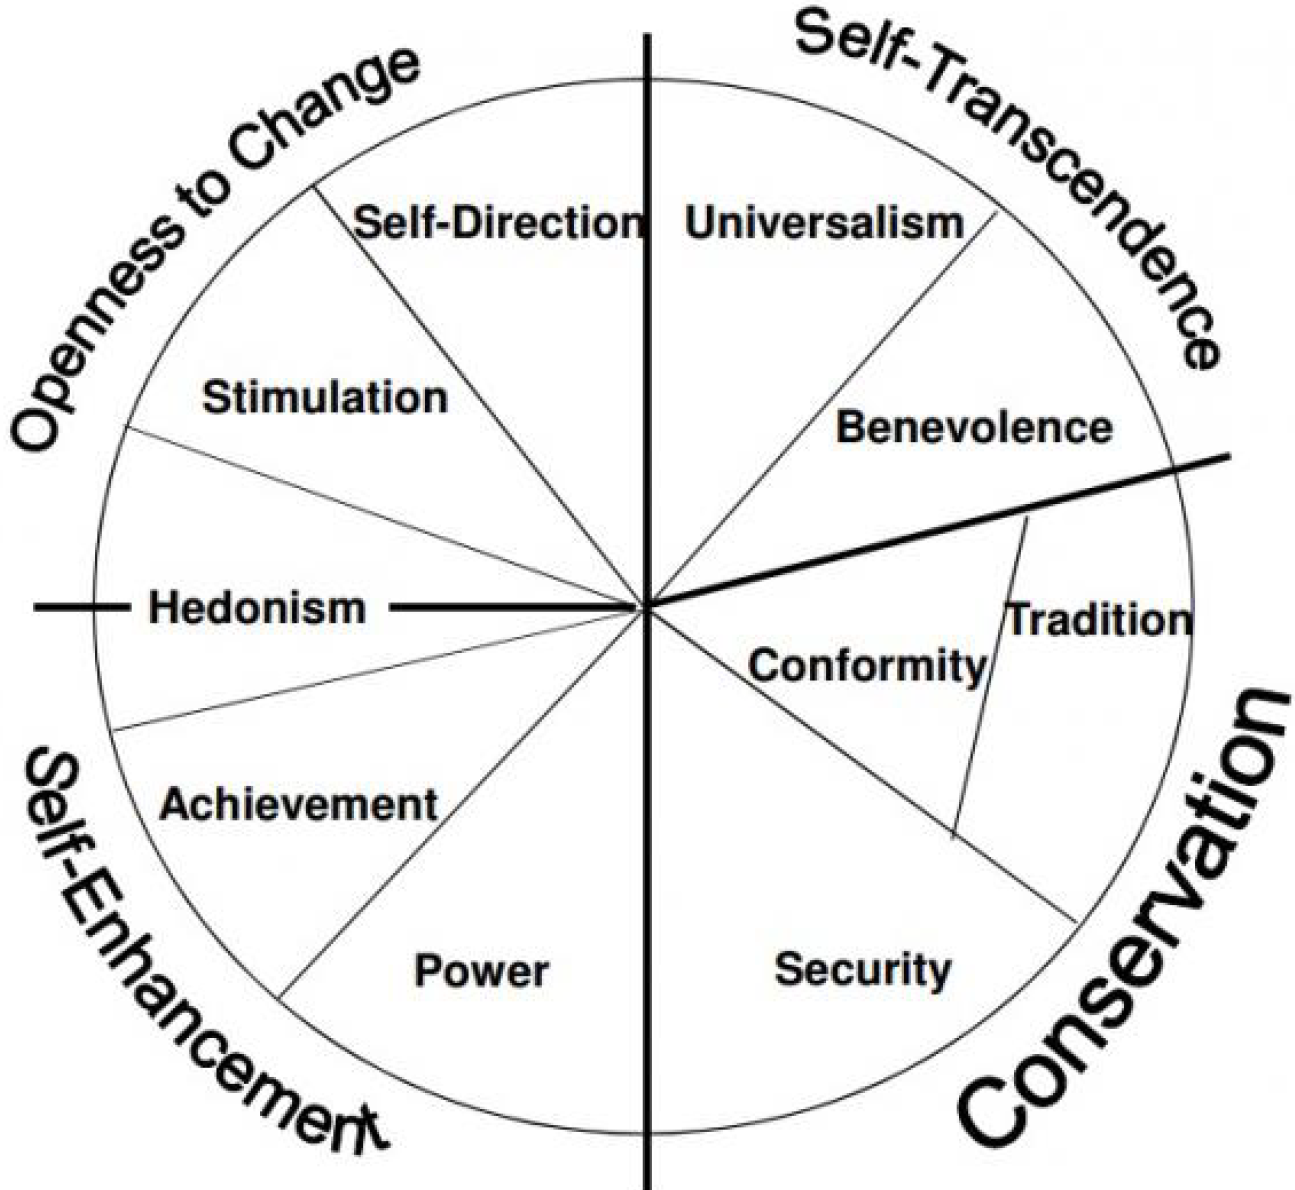 Openness to Change
Self-Transcendence
Self-Direction
Universalism
Stimulation
Benevolence
Hedonism
Tradition
Conformity
Achievement
Power
Security
Self-Enhancement
Conservation